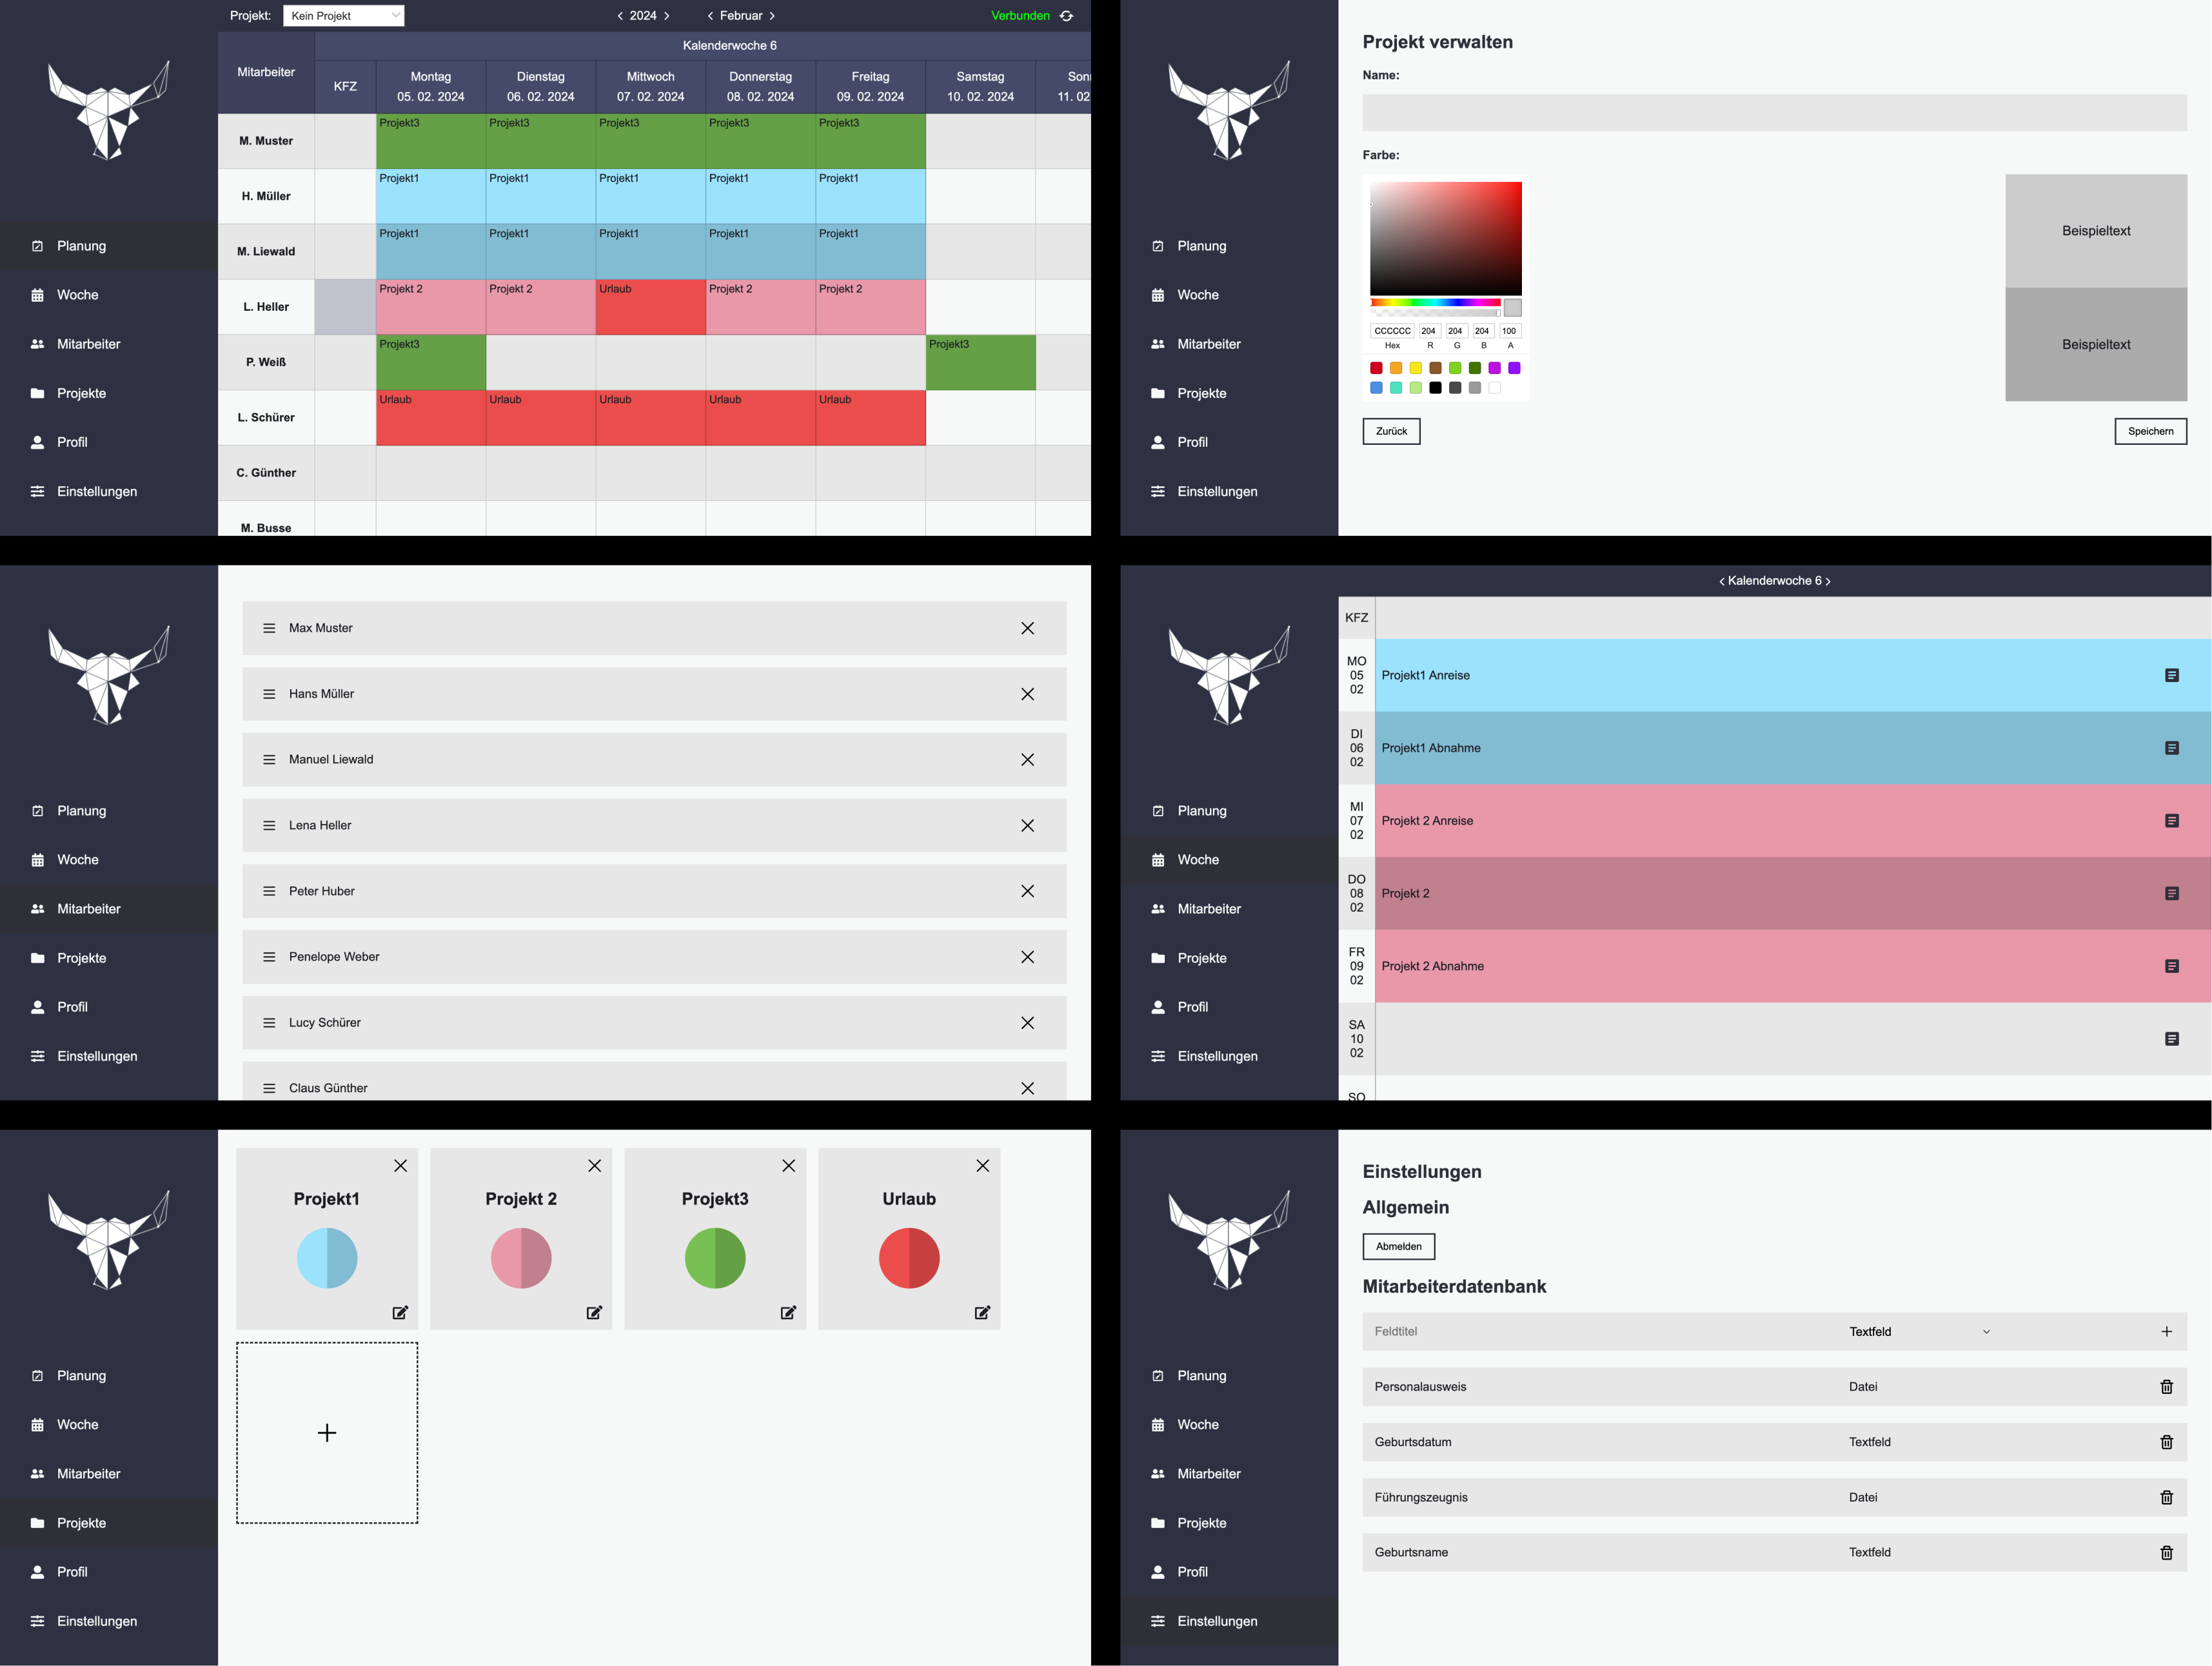 Projekt: Kein Projekt < 2024 > < Februar > Verbunden
Kalenderwoche 6
Mitarbeiter KFZ Montag Dienstag Mittwoch Donnerstag Freitag Samstag
05. 02. 2024 06. 02. 2024 07. 02. 2024 08. 02. 2024 09. 02. 2024 10. 02. 2024 11. 02
M. Muster Projekt3 Projekt3 Projekt3 Projekt3 Projekt3
H. Müller Projekt1 Projekt1 Projekt1 Projekt1 Projekt1
M. Liewald Projekt1 Projekt1 Projekt1 Projekt1 Projekt1
L. Heller Projekt 2 Projekt 2 Urlaub Projekt 2 Projekt 2
P. Weiß Projekt3 Projekt3
L. Schürer Urlaub Urlaub Urlaub Urlaub Urlaub
C. Günther
M. Busse
Planung
Woche
Mitarbeiter
Projekte
Profil
Einstellungen
Projekt verwalten
Name:
Farbe:
Beispieltext
Beispieltext
CCCCCC 204 204 204 100
Hex R G B A
Zurück Speichern
Planung
Woche
Mitarbeiter
Projekte
Profil
Einstellungen
Max Muster
Hans Müller
Manuel Liewald
Lena Heller
Peter Huber
Penelope Weber
Lucy Schürer
Claus Günther
Planung
Woche
Mitarbeiter
Projekte
Profil
Einstellungen
< Kalenderwoche 6 >
KFZ
MO
05
02
Projekt1 Anreise
DI
06
02
Projekt1 Abnahme
MI
07
02
Projekt 2 Anreise
DO
08
02
Projekt 2
FR
09
02
Projekt 2 Abnahme
SA
10
02
SO
Planung
Woche
Mitarbeiter
Projekte
Profil
Einstellungen
Projekt1 Projekt 2 Projekt3 Urlaub
Planung
Woche
Mitarbeiter
Projekte
Profil
Einstellungen
Einstellungen
Allgemein
Abmelden
Mitarbeiterdatenbank
Feldtitel Textfeld
Personalausweis Datei
Geburtsdatum Textfeld
Führungszeugnis Datei
Geburtsname Textfeld
Planung
Woche
Mitarbeiter
Projekte
Profil
Einstellungen